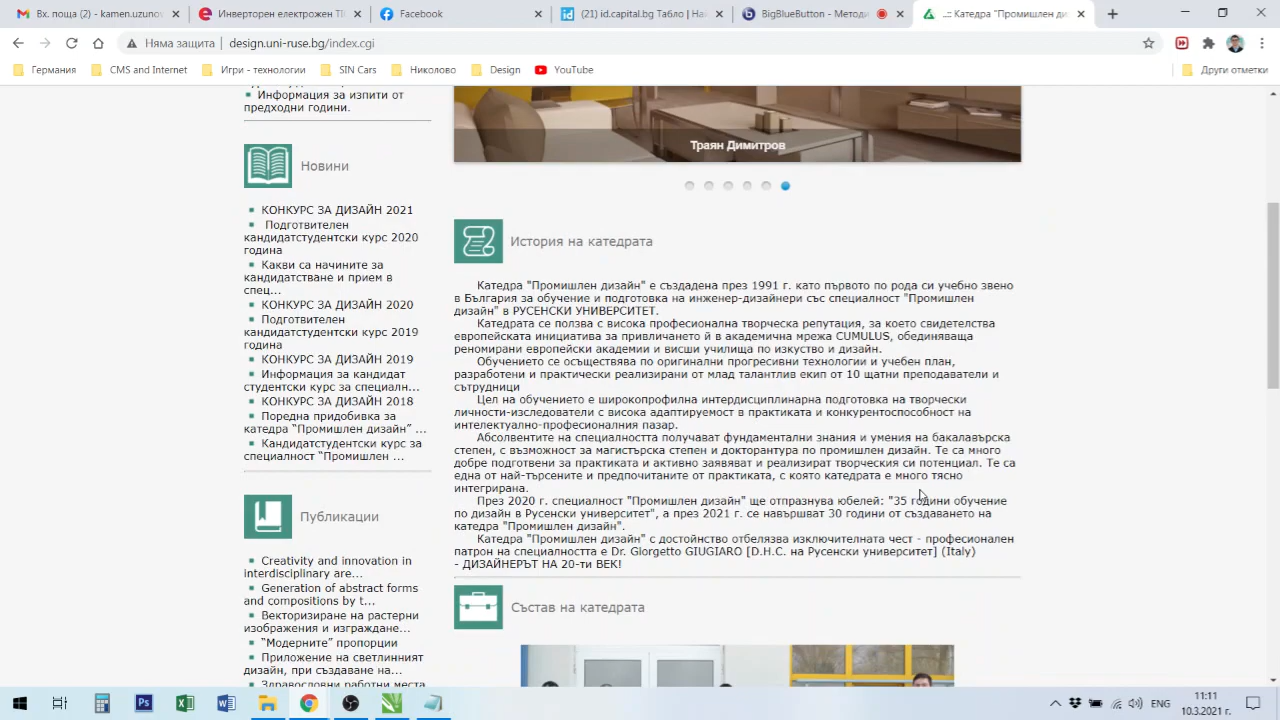 Вх. поща (2) - kamen.uzunov
Инверторен електрожен TI
Facebook
(21) id.capital.bg Табло | На
BigBlueButton - Методи
.::: Катедра "Промишлен ди
Няма защита
design.uni-ruse.bg/index.cgi
Германия
CMS and Internet
Игри - технологии
SIN Cars
Николово
Design
YouTube
Други отметки
Информация за изпити от
предходни години.
Новини
КОНКУРС ЗА ДИЗАЙН 2021
Подготвителен
кандидатстудентски курс 2020
година
Какви са начините за
кандидатстване и прием в
спец...
КОНКУРС ЗА ДИЗАЙН 2020
Подготвителен
кандидатстудентски курс 2019
година
КОНКУРС ЗА ДИЗАЙН 2019
Информация за кандидат
студентски курс за специалн...
КОНКУРС ЗА ДИЗАЙН 2018
Поредна придобивка за
катедра "Промишлен дизайн" ...
Кандидатстудентски курс за
специалност "Промишлен ...
Публикации
Creativity and innovation in
interdisciplinary are...
Generation of abstract forms
and compositions by t...
Векторизиране на растерни
изображения и изграждане...
"Модерните" пропорции
Приложение на светлинният
дизайн, при създаване на...
Здравословни работни места
Траян Димитров
История на катедрата
Катедра "Промишлен дизайн" е създадена през 1991 г. като първото по рода си учебно звено
в България за обучение и подготовка на инженер-дизайнери със специалност "Промишлен
дизайн" в РУСЕНСКИ УНИВЕРСИТЕТ.
Катедрата се ползва с висока професионална творческа репутация, за което свидетелства
европейската инициатива за привличането й в академична мрежа CUMULUS, обединяваща
реномирани европейски академии и висши училища по изкуство и дизайн.
Обучението се осъществява по оригинални прогресивни технологии и учебен план,
разработени и практически реализирани от млад талантлив екип от 10 щатни преподаватели и
сътрудници
Цел на обучението е широкопрофилна интердисциплинарна подготовка на творчески
личности-изследователи с висока адаптируемост в практиката и конкурентоспособност на
интелектуално-професионалния пазар.
Абсолвентите на специалността получават фундаментални знания и умения на бакалавърска
степен, с възможност за магистърска степен и докторантура по промишлен дизайн. Те са много
добре подготвени за практиката и активно заявяват и реализират творческия си потенциал. Те са
една от най-търсените и предпочитаните от практиката, с която катедрата е много тясно
интегрирана.
През 2020 г. специалност "Промишлен дизайн" ще отпразнува юбилей: "35 години обучение
по дизайн в Русенски университет", а през 2021 г. се навършват 30 години от създаването на
катедра "Промишлен дизайн".
Катедра "Промишлен дизайн" с достойнство отбелязва изключителната чест - професионален
патрон на специалността е Dr. Giorgetto GIUGIARO [D.H.C. на Русенски университет] (Italy)
- ДИЗАЙНЕРЪТ НА 20-ти ВЕК!
Състав на катедрата
ENG
11:11
10.3.2021 г.